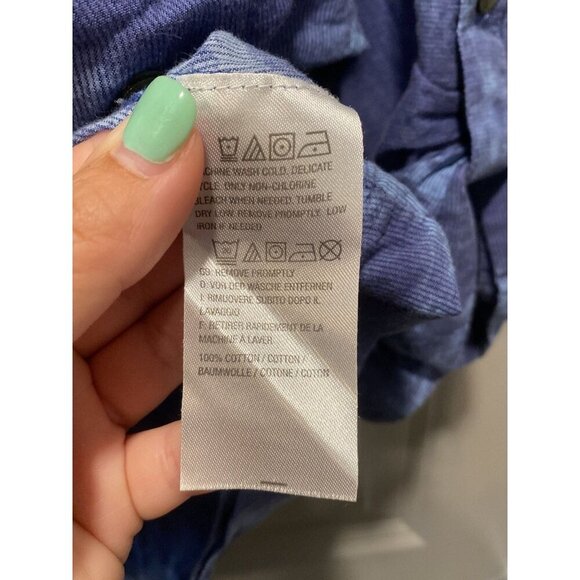 MACHINE WASH COLD, DELICATE
CYCLE, ONLY NON-CHLORINE
BLEACH WHEN NEEDED, TUMBLE
DRY LOW, REMOVE PROMPTLY, LOW
IRON IF NEEDED
GB: REMOVE PROMPTLY
D: VON DER WÄSCHE ENTFERNEN
I: RIMUOVERE SUBITO DOPO IL
LAVAGGIO
F: RETIRER RAPIDEMENT DE LA
MACHINE À LAVER
100% COTTON / COTTON /
BAUMWOLLE / COTONE / COTON